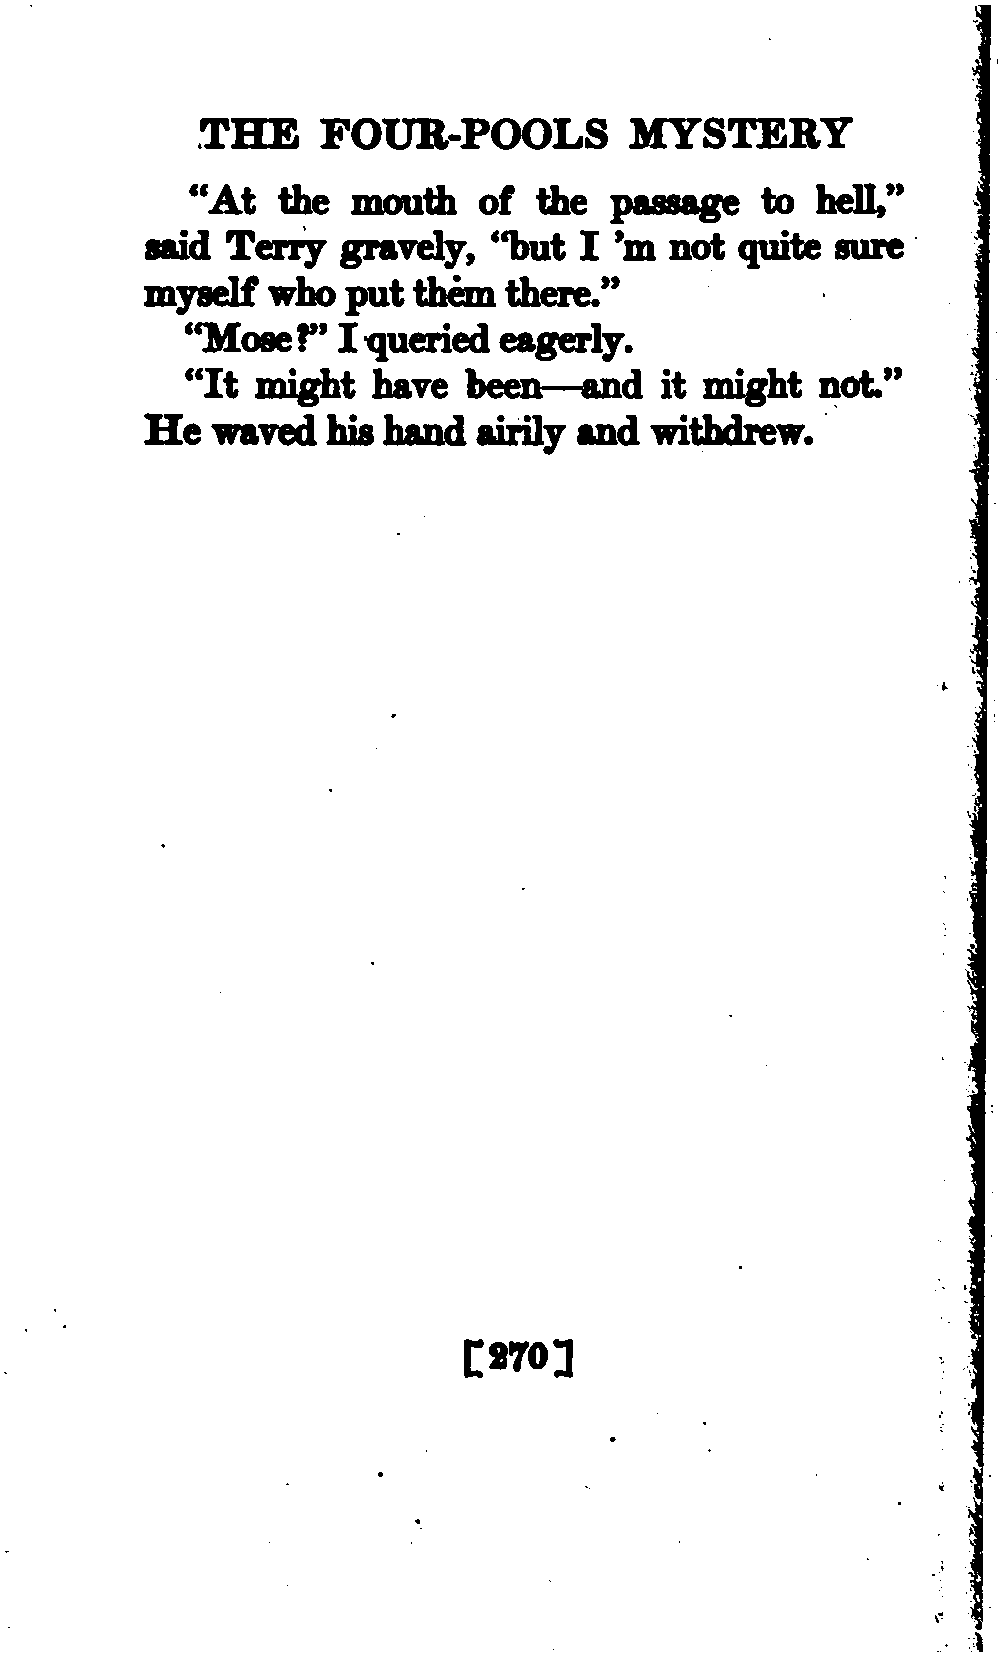 THE FOUR-POOLS MYSTERY
“At the mouth of the passage to hell,”
said Terry gravely, “but I ’m not quite sure
myself who put them there.”
“Mose?” I queried eagerly.
“It might have been—and it might not.”
He waved his hand airily and withdrew.
[270]